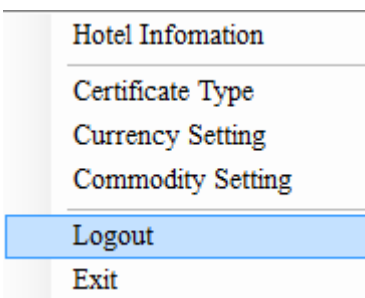 Hotel Infomation
Certificate Type
Currency Setting
Commodity Setting
Logout
Exit